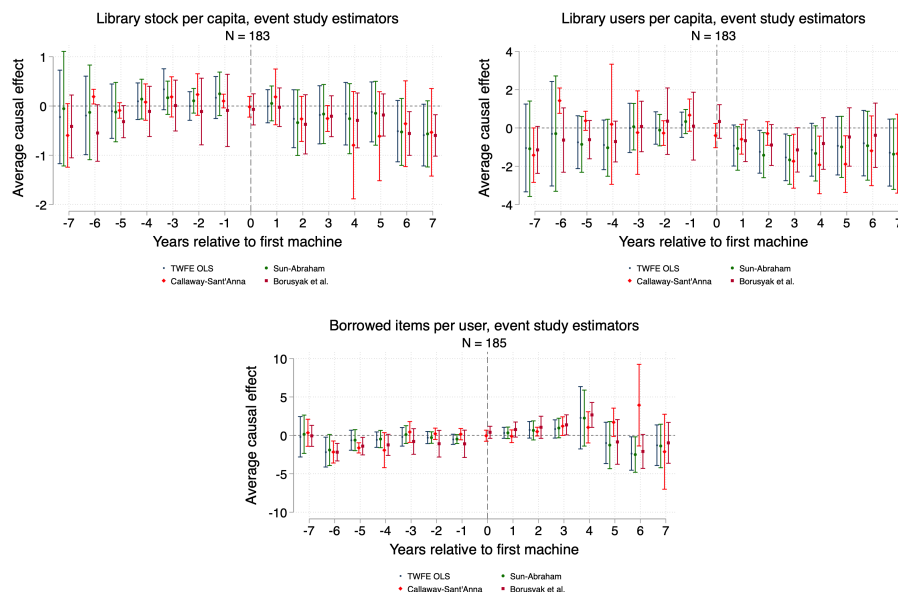 Library stock per capita, event study estimators
N = 183
Average causal effect
1
0
-1
-2
-7 -6 -5 -4 -3 -2 -1 0 1 2 3 4 5 6 7
Years relative to first machine
TWFE OLS Sun-Abraham
Callaway-Sant'Anna Borusyak et al.
Library users per capita, event study estimators
N = 183
Average causal effect
4
2
0
-2
-4
-7 -6 -5 -4 -3 -2 -1 0 1 2 3 4 5 6 7
Years relative to first machine
TWFE OLS Sun-Abraham
Callaway-Sant'Anna Borusyak et al.
Borrowed items per user, event study estimators
N = 185
Average causal effect
10
5
0
-5
-10
-7 -6 -5 -4 -3 -2 -1 0 1 2 3 4 5 6 7
Years relative to first machine
TWFE OLS Sun-Abraham
Callaway-Sant'Anna Borusyak et al.